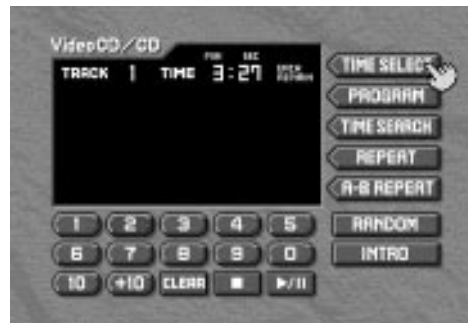 VideoCD/CD
MIN SEC
TRACK 1 TIME 3:27
TIME SELECT
PROGRAM
TIME SEARCH
REPEAT
A-B REPEAT
1 2 3 4 5 RANDOM
6 7 8 9 0 INTRO
10 +10 CLEAR ■ ▶/II